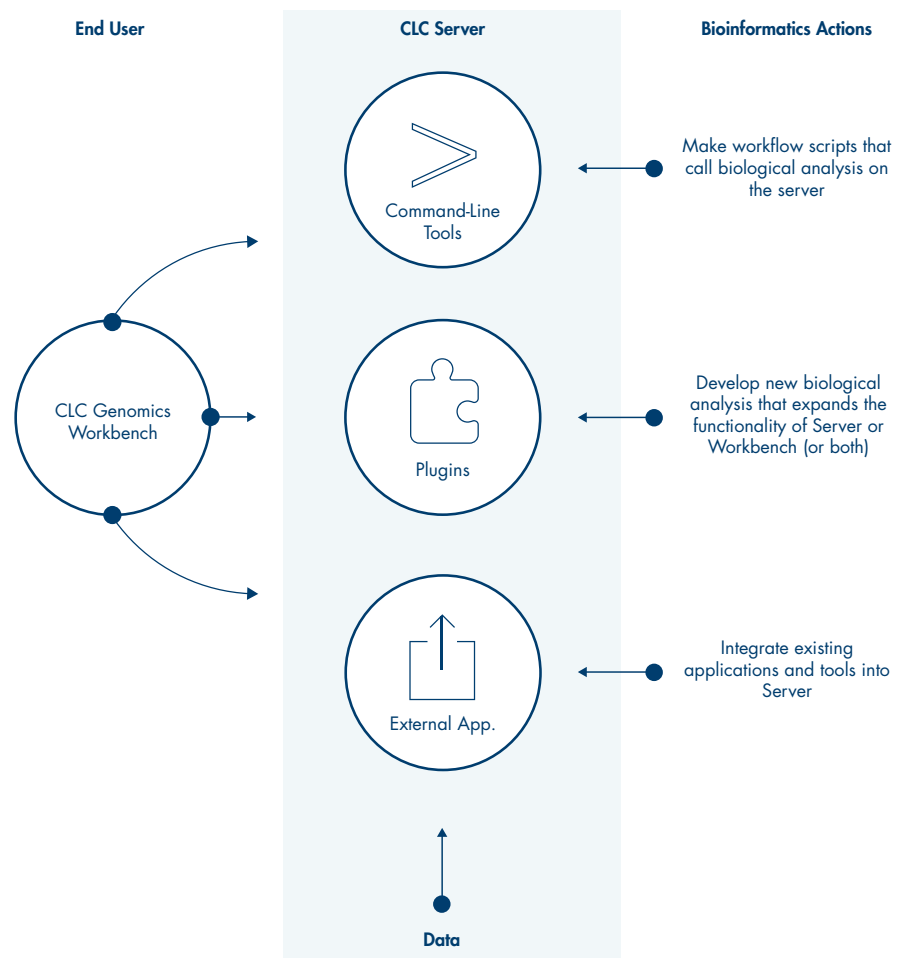 End User
CLC Server
Bioinformatics Actions
Command-Line
Tools
Make workflow scripts that
call biological analysis on
the server
CLC Genomics
Workbench
Plugins
Develop new biological
analysis that expands the
functionality of Server or
Workbench (or both)
External App.
Integrate existing
applications and tools into
Server
Data